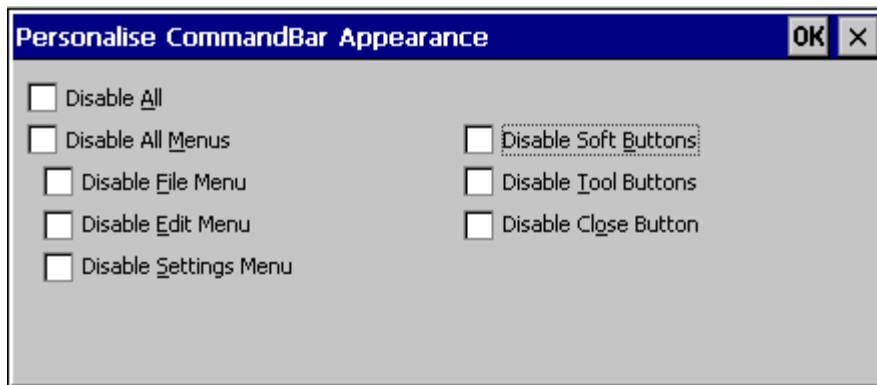 Personalise CommandBar Appearance OK ×
Disable All
Disable All Menus
Disable File Menu
Disable Edit Menu
Disable Settings Menu
Disable Soft Buttons
Disable Tool Buttons
Disable Close Button